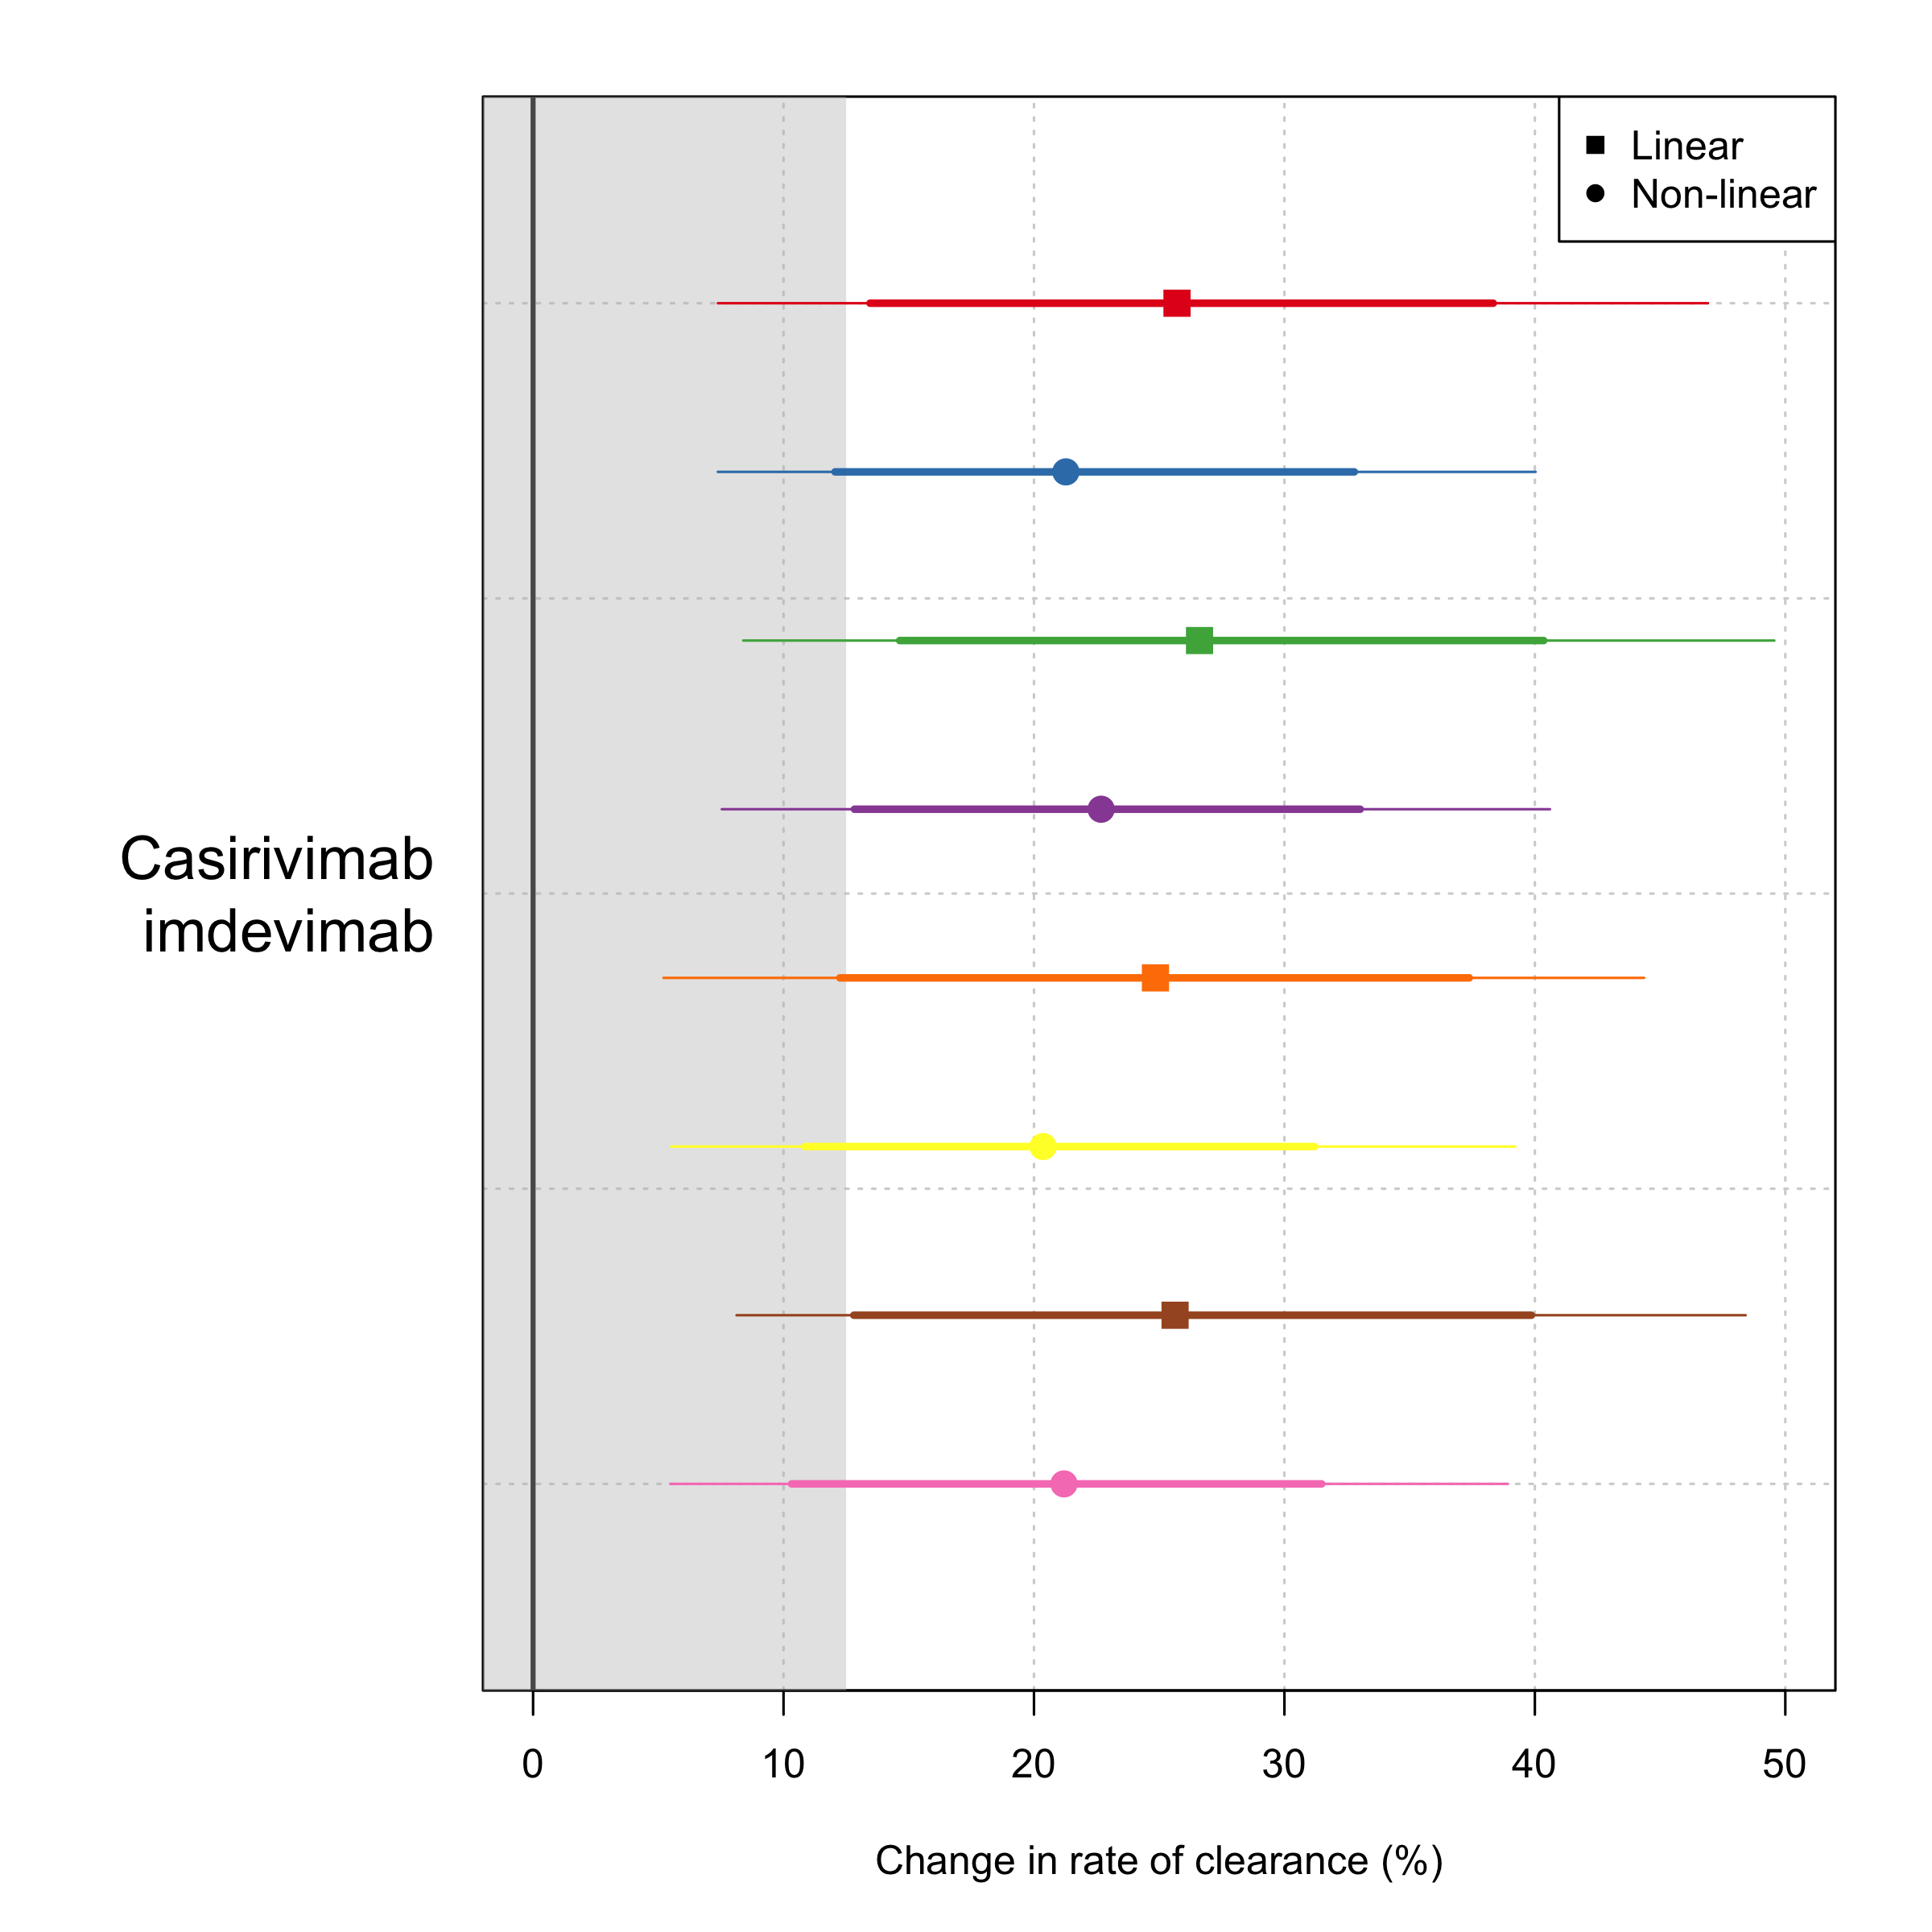 Linear
Non-linear
Casirivimab
imdevimab
0 10 20 30 40 50
Change in rate of clearance (%)